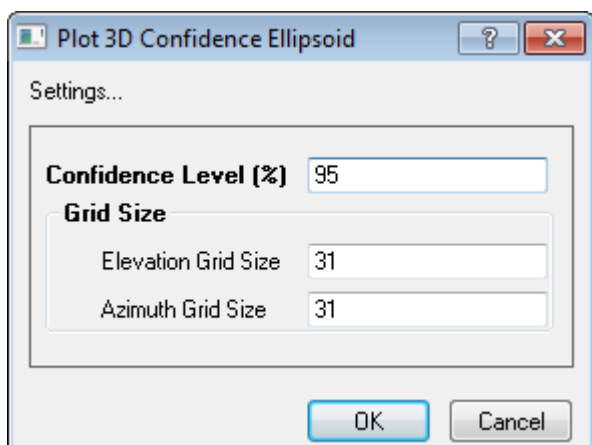 Plot 3D Confidence Ellipsoid
Settings...
Confidence Level (%) 95
Grid Size
Elevation Grid Size 31
Azimuth Grid Size 31
OK Cancel